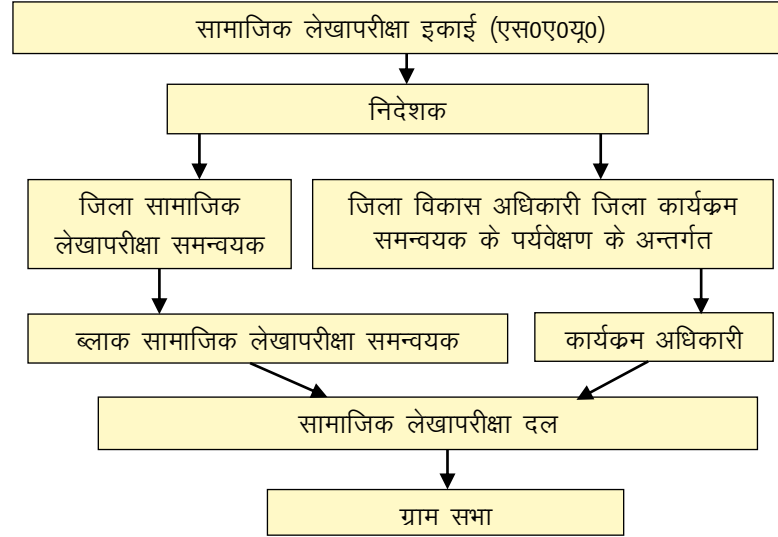 सामाजिक लेखापरीक्षा इकाई (एस0ए0यू0)
निदेशक
जिला सामाजिक
लेखापरीक्षा समन्वयक
जिला विकास अधिकारी जिला कार्यक्रम
समन्वयक के पर्यवेक्षण के अन्तर्गत
ब्लाक सामाजिक लेखापरीक्षा समन्वयक
कार्यक्रम अधिकारी
सामाजिक लेखापरीक्षा दल
ग्राम सभा